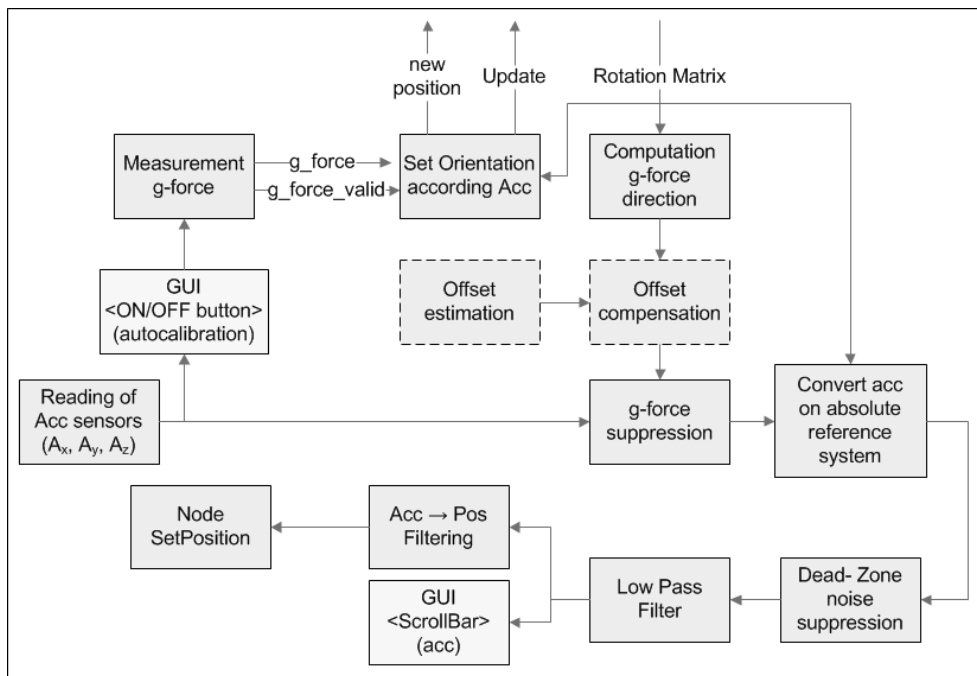 new
position
Update
Rotation Matrix
Measurement
g-force
g_force
g_force_valid
Set Orientation
according Acc
Computation
g-force
direction
GUI
<ON/OFF button>
(autocalibration)
Offset
estimation
Offset
compensation
Reading of
Acc sensors
(Ax, Ay, Az)
g-force
suppression
Convert acc
on absolute
reference
system
Node
SetPosition
Acc → Pos
Filtering
GUI
<ScrollBar>
(acc)
Low Pass
Filter
Dead- Zone
noise
suppression